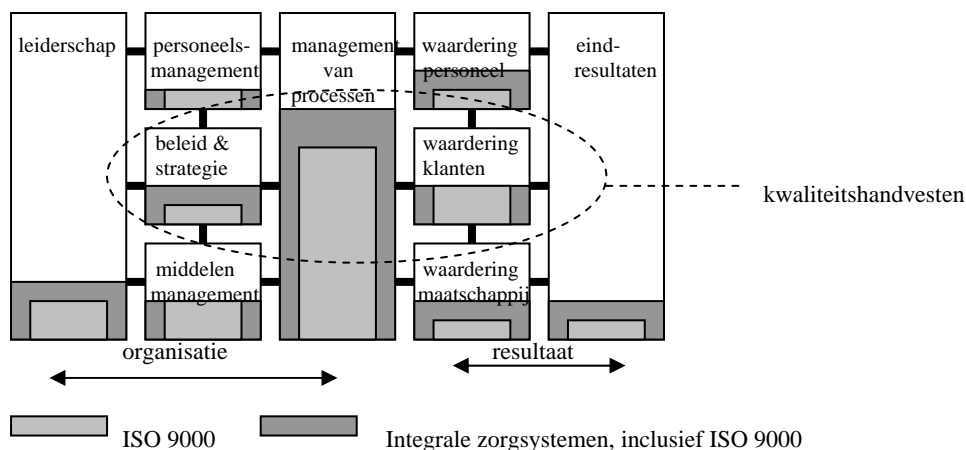 leiderschap
personeels-
management
management
van
processen
waardering
personeel
eind-
resultaten
beleid &
strategie
waardering
klanten
kwaliteitshandvesten
middelen
management
waardering
maatschappij
organisatie
resultaat
ISO 9000
Integrale zorgsystemen, inclusief ISO 9000